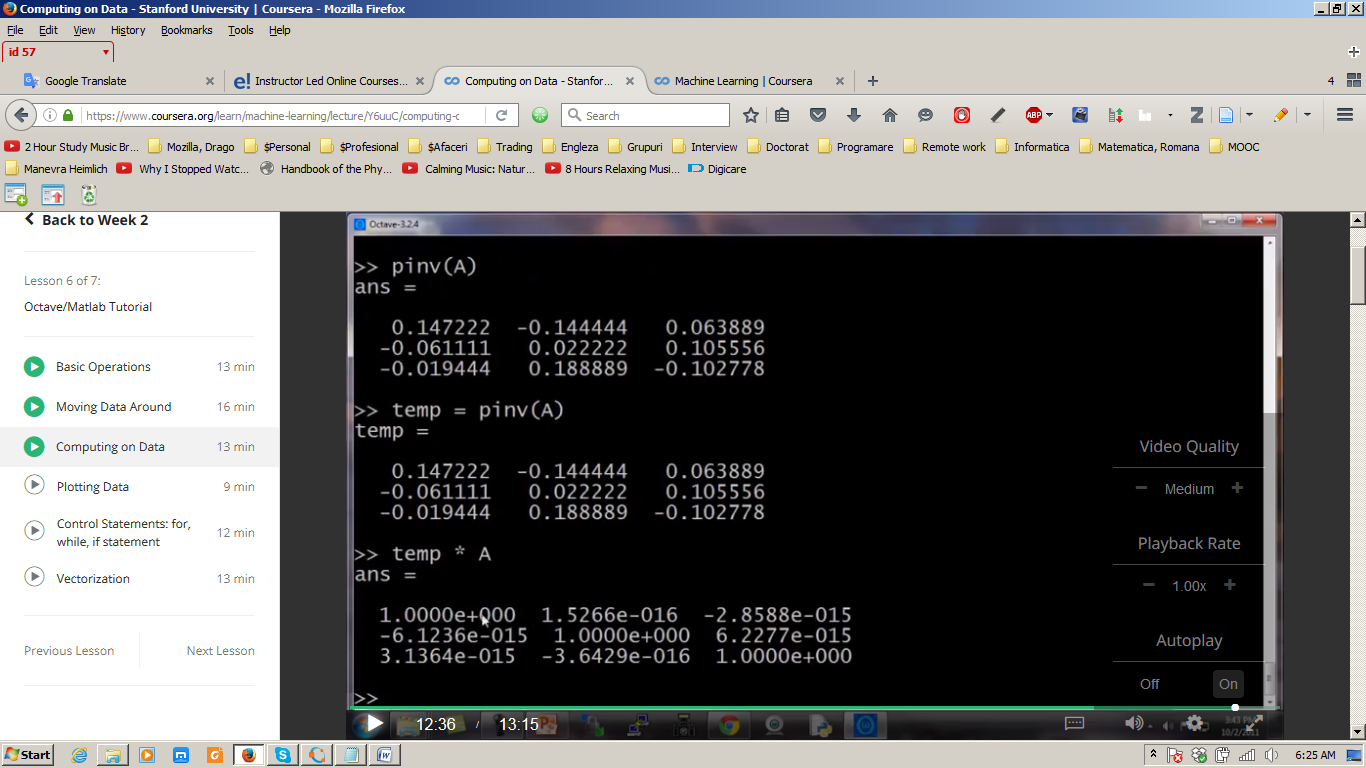 Computing on Data - Stanford University | Coursera - Mozilla Firefox
File Edit View History Bookmarks Tools Help
id 57
Google Translate
Instructor Led Online Courses...
Computing on Data - Stanfor...
Machine Learning | Coursera
4
https://www.coursera.org/learn/machine-learning/lecture/Y6uuC/computing-c
Search
ABP
2 Hour Study Music Br... Mozilla, Drago $Personal $Profesional $Afaceri Trading Engleza Grupuri Interview Doctorat Programare Remote work Informatica Matematica, Romana MOOC
Manevra Heimlich Why I Stopped Watc... Handbook of the Phy... Calming Music: Natur... 8 Hours Relaxing Musi... Digicare
Back to Week 2
Lesson 6 of 7:
Octave/Matlab Tutorial
Basic Operations 13 min
Moving Data Around 16 min
Computing on Data 13 min
Plotting Data 9 min
Control Statements: for, while, if statement 12 min
Vectorization 13 min
Previous Lesson Next Lesson
Octave-3.2.4
>> pinv(A)
ans =
0.147222 -0.144444 0.063889
-0.061111 0.022222 0.105556
-0.019444 0.188889 -0.102778
>> temp = pinv(A)
temp =
0.147222 -0.144444 0.063889
-0.061111 0.022222 0.105556
-0.019444 0.188889 -0.102778
>> temp * A
ans =
1.0000e+000 1.5266e-016 -2.8588e-015
-6.1236e-015 1.0000e+000 6.2277e-015
3.1364e-015 -3.6429e-016 1.0000e+000
>>
Video Quality
− Medium +
Playback Rate
− 1.00x +
Autoplay
Off On
12:36 / 13:15
3:43 PM
10/2/2011
Start
6:25 AM